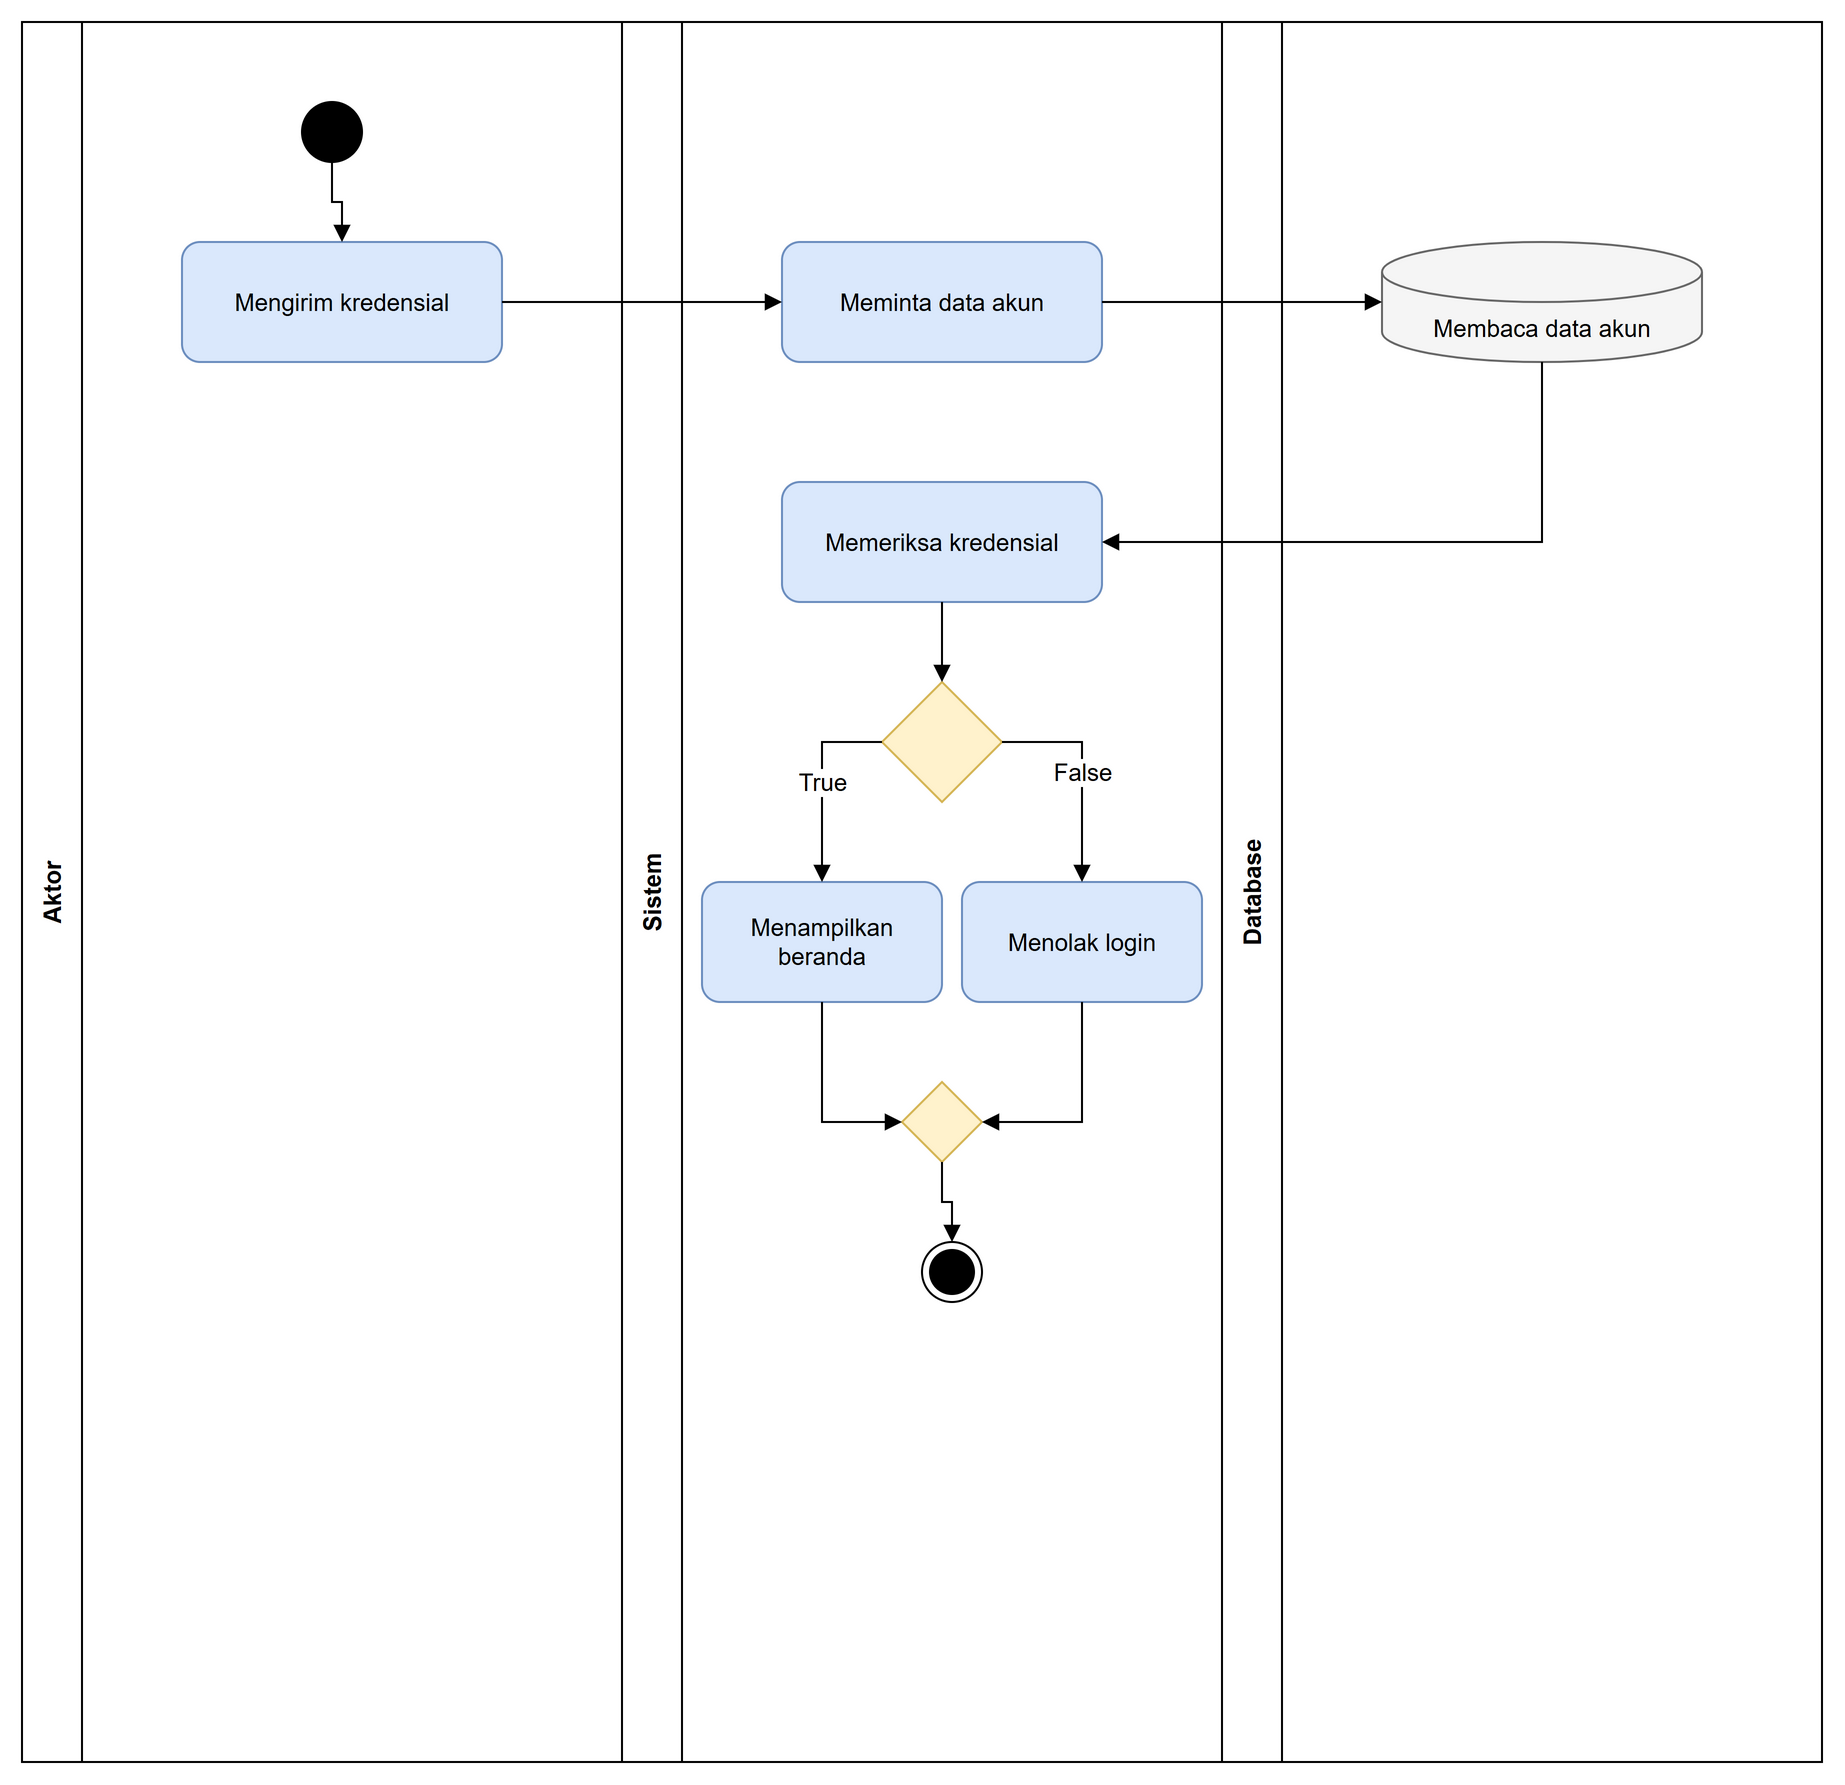 Aktor
Mengirim kredensial
Sistem
Meminta data akun
Memeriksa kredensial
True
False
Menampilkan
beranda
Menolak login
Database
Membaca data akun